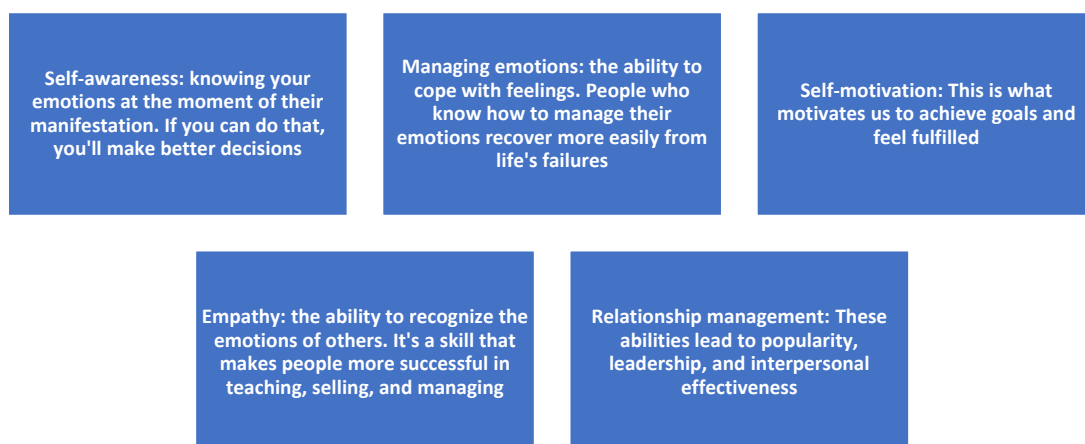 Self-awareness: knowing your
emotions at the moment of their
manifestation. If you can do that,
you'll make better decisions
Managing emotions: the ability to
cope with feelings. People who
know how to manage their
emotions recover more easily from
life's failures
Self-motivation: This is what
motivates us to achieve goals and
feel fulfilled
Empathy: the ability to recognize the
emotions of others. It's a skill that
makes people more successful in
teaching, selling, and managing
Relationship management: These
abilities lead to popularity,
leadership, and interpersonal
effectiveness